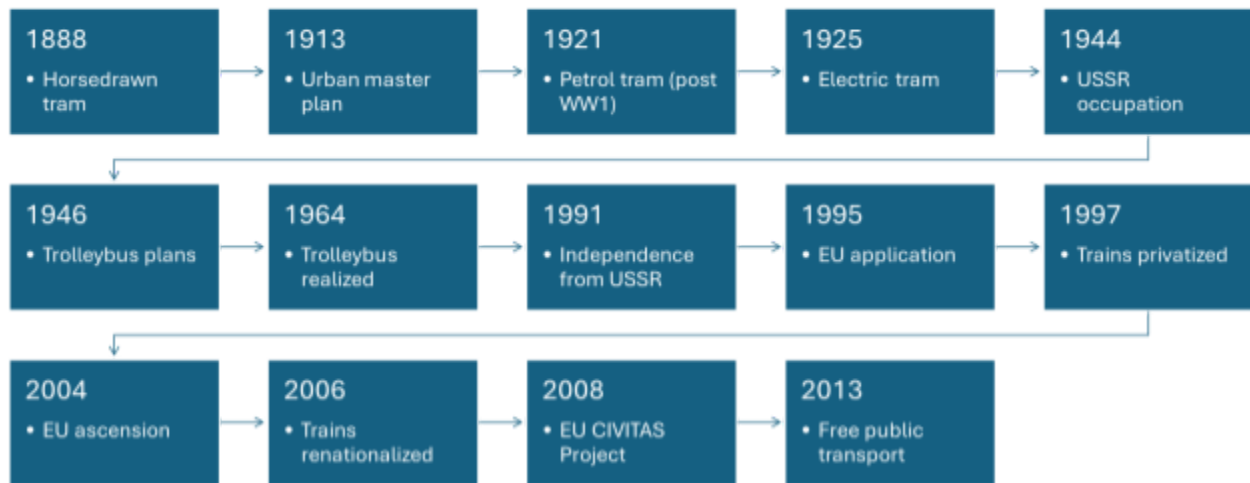 1888
• Horsedrawn
tram
1913
• Urban master
plan
1921
• Petrol tram (post
WW1)
1925
• Electric tram
1944
• USSR
occupation
1946
• Trolleybus plans
1964
• Trolleybus
realized
1991
• Independence
from USSR
1995
• EU application
1997
• Trains privatized
2004
• EU ascension
2006
• Trains
renationalized
2008
• EU CIVITAS
Project
2013
• Free public
transport